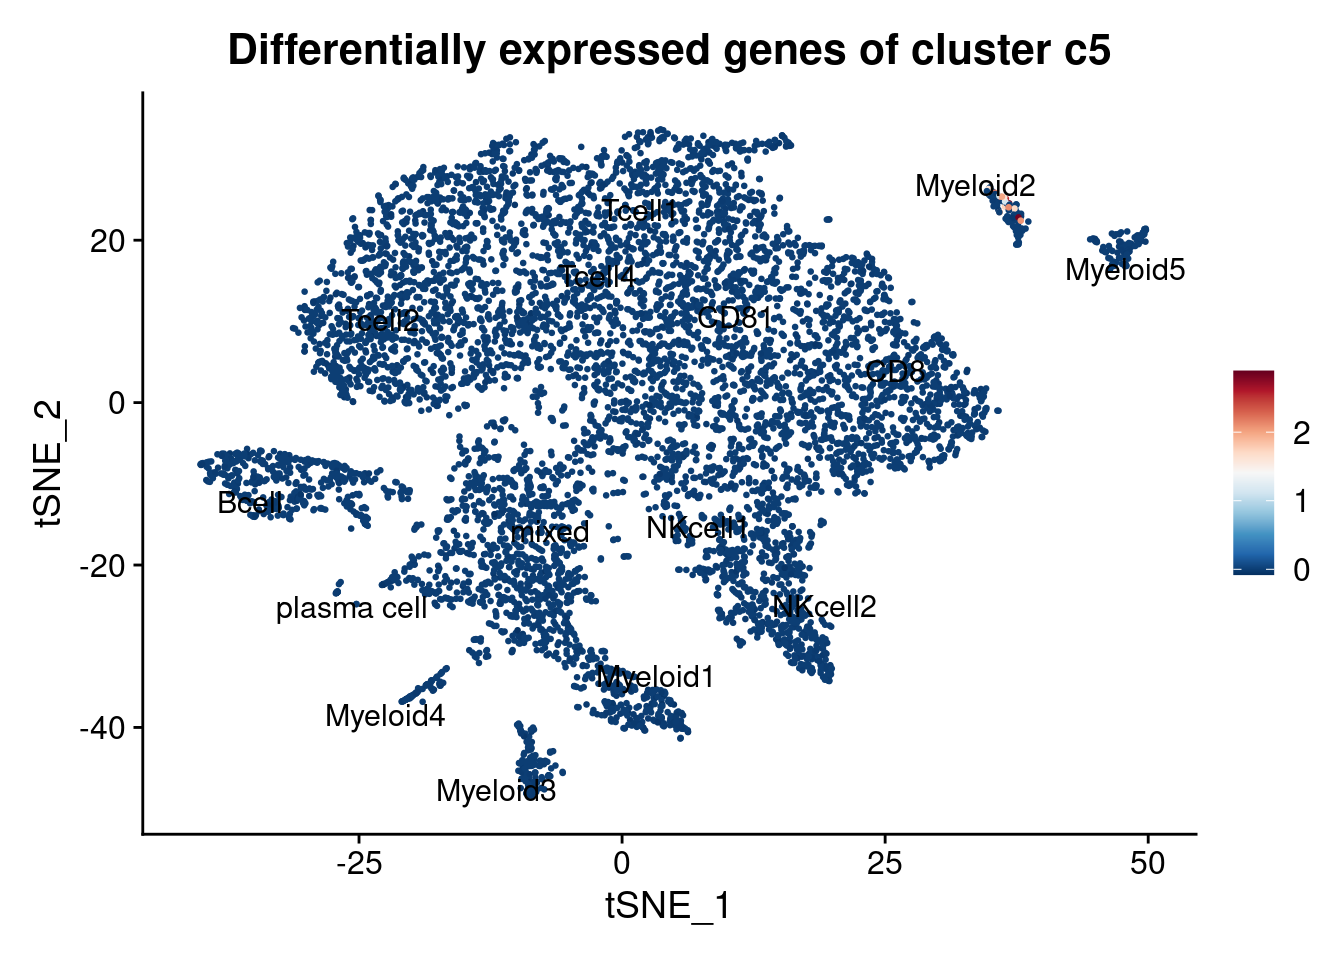 Differentially expressed genes of cluster c5
Myeloid2
Tcell1
20
Myeloid5
Tcell4
Tcell2
CD81
CD8
0
2
1
0
Bcell
mixed
NKcell1
-20
plasma cell
NKcell2
Myeloid1
Myeloid4
-40
Myeloid3
-25
0
25
50
tSNE_1
tSNE_2